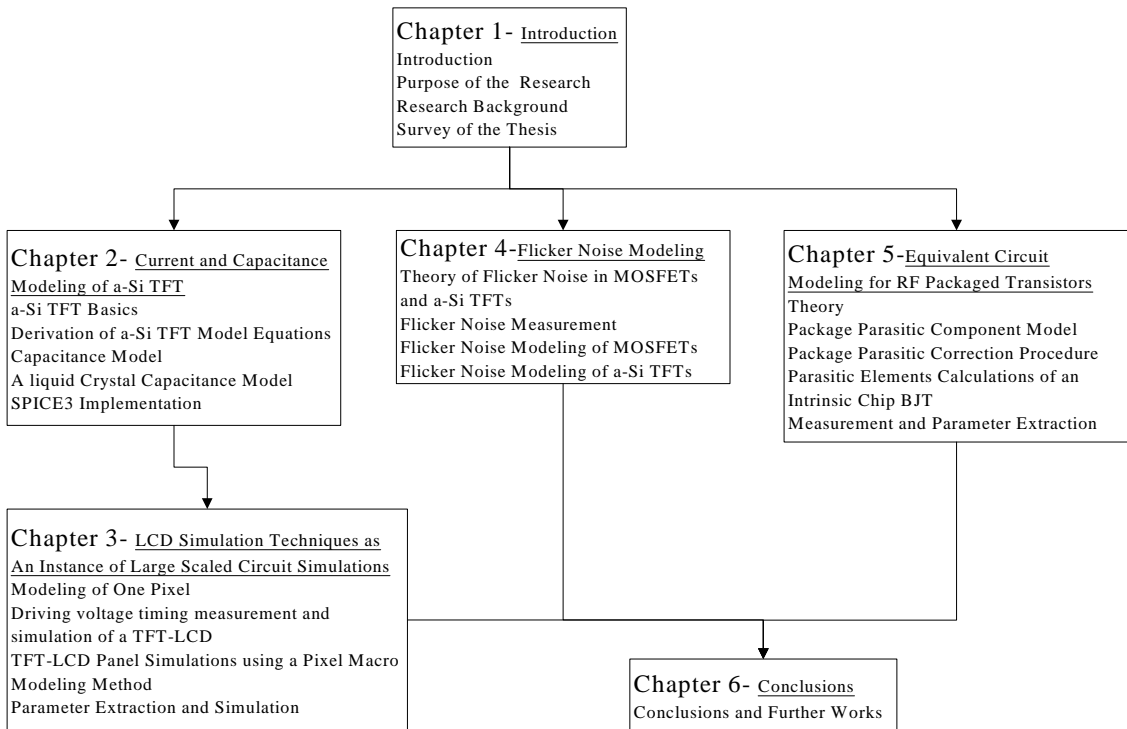 Chapter 1- Introduction
Introduction
Purpose of the Research
Research Background
Survey of the Thesis
Chapter 2- Current and Capacitance
Modeling of a-Si TFT
a-Si TFT Basics
Derivation of a-Si TFT Model Equations
Capacitance Model
A liquid Crystal Capacitance Model
SPICE3 Implementation
Chapter 4-Flicker Noise Modeling
Theory of Flicker Noise in MOSFETs
and a-Si TFTs
Flicker Noise Measurement
Flicker Noise Modeling of MOSFETs
Flicker Noise Modeling of a-Si TFTs
Chapter 5-Equivalent Circuit
Modeling for RF Packaged Transistors
Theory
Package Parasitic Component Model
Package Parasitic Correction Procedure
Parasitic Elements Calculations of an
Intrinsic Chip BJT
Measurement and Parameter Extraction
Chapter 3- LCD Simulation Techniques as
An Instance of Large Scaled Circuit Simulations
Modeling of One Pixel
Driving voltage timing measurement and
simulation of a TFT-LCD
TFT-LCD Panel Simulations using a Pixel Macro
Modeling Method
Parameter Extraction and Simulation
Chapter 6- Conclusions
Conclusions and Further Works